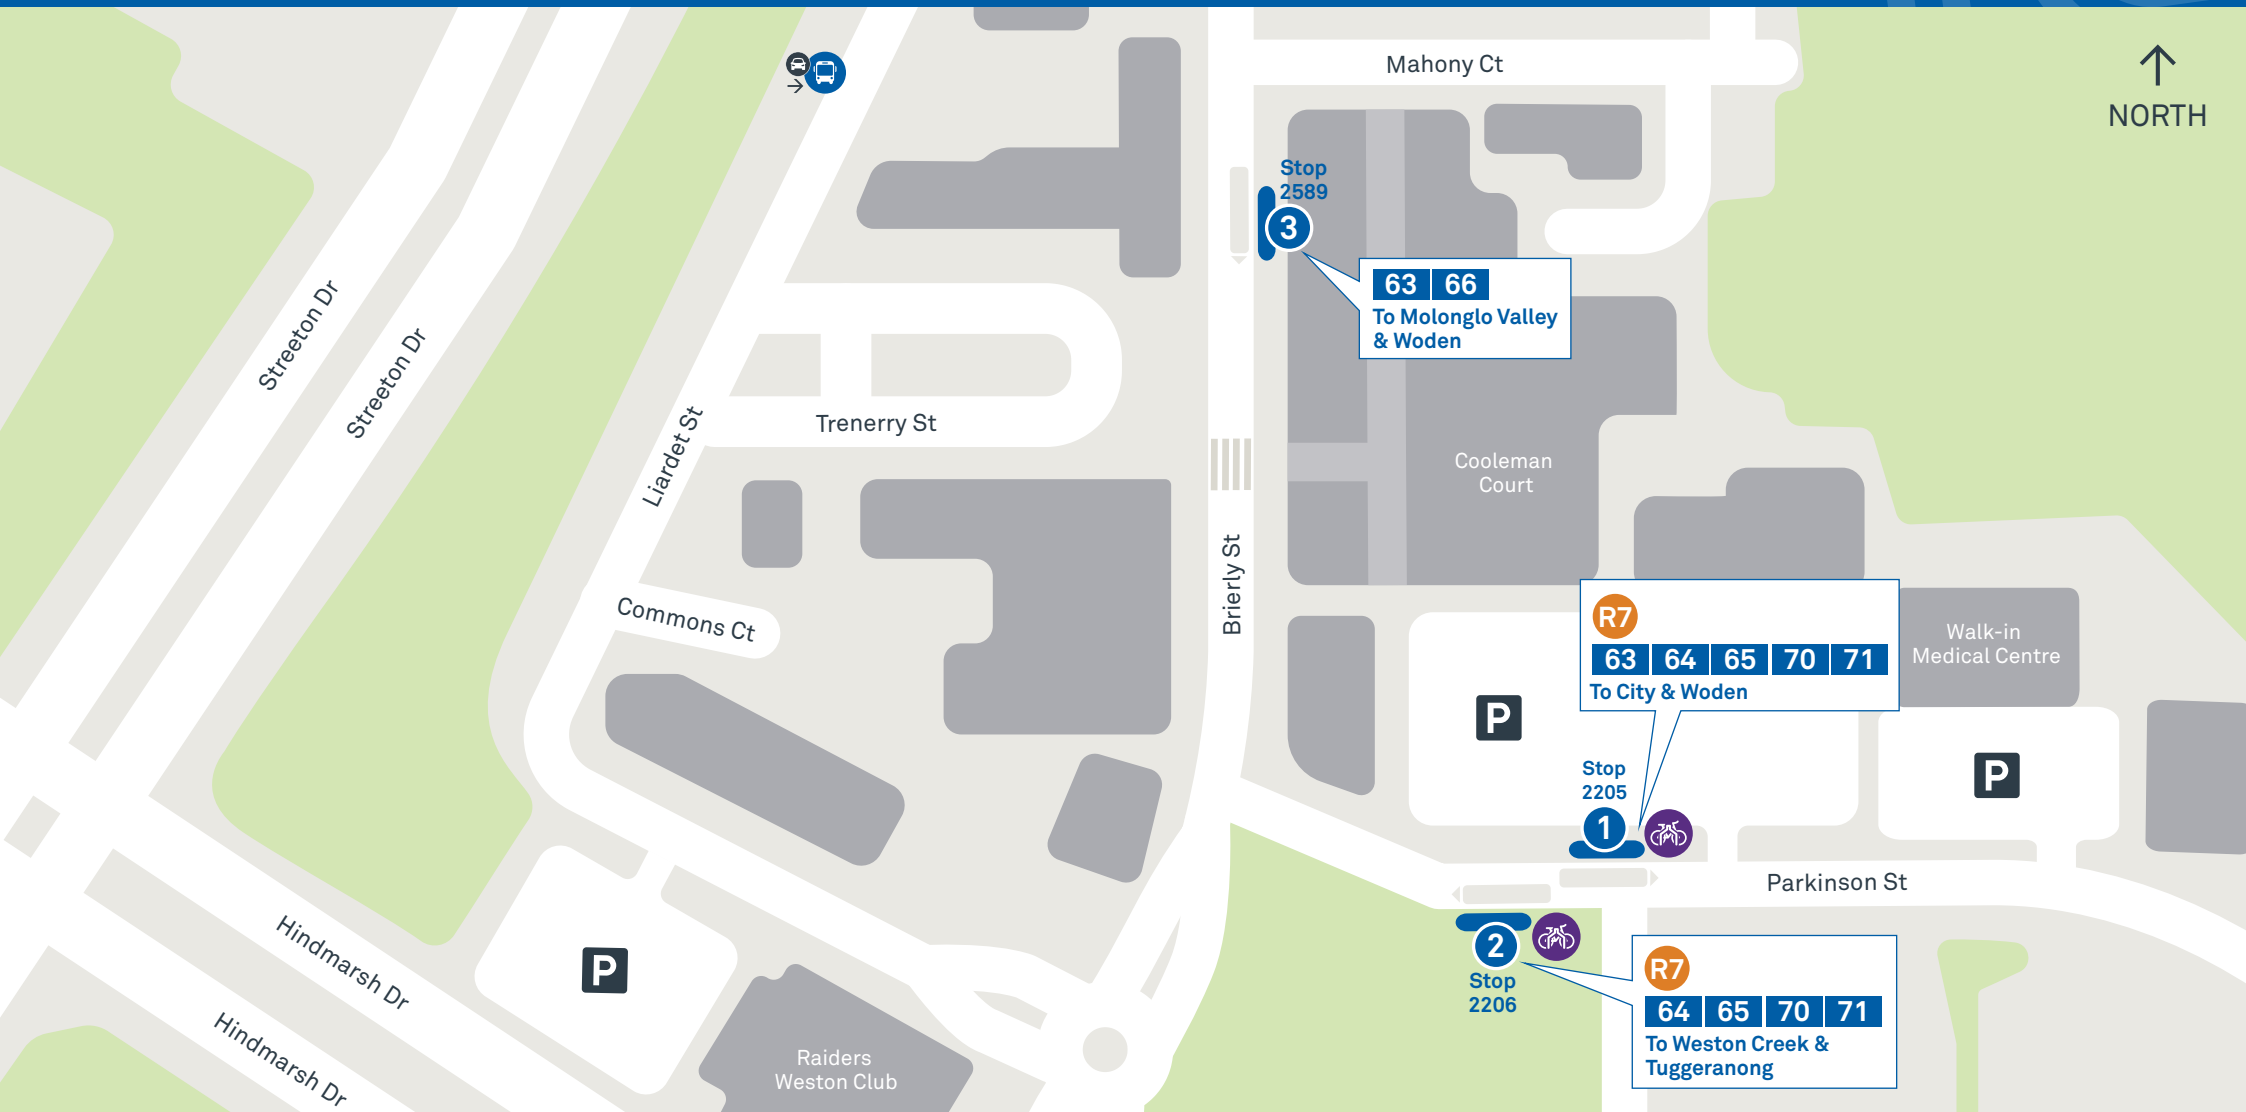 Mahony Ct
NORTH
Stop
2589
3
63 66
To Molonglo Valley
& Woden
Streeton Dr
Streeton Dr
Liardet St
Trenerry St
Cooleman
Court
Brierly St
Commons Ct
R7
63 64 65 70 71
To City & Woden
Walk-in
Medical Centre
P
P
Stop
2205
1
Parkinson St
2
Stop
2206
R7
64 65 70 71
To Weston Creek &
Tuggeranong
Hindmarsh Dr
Hindmarsh Dr
P
Raiders
Weston Club